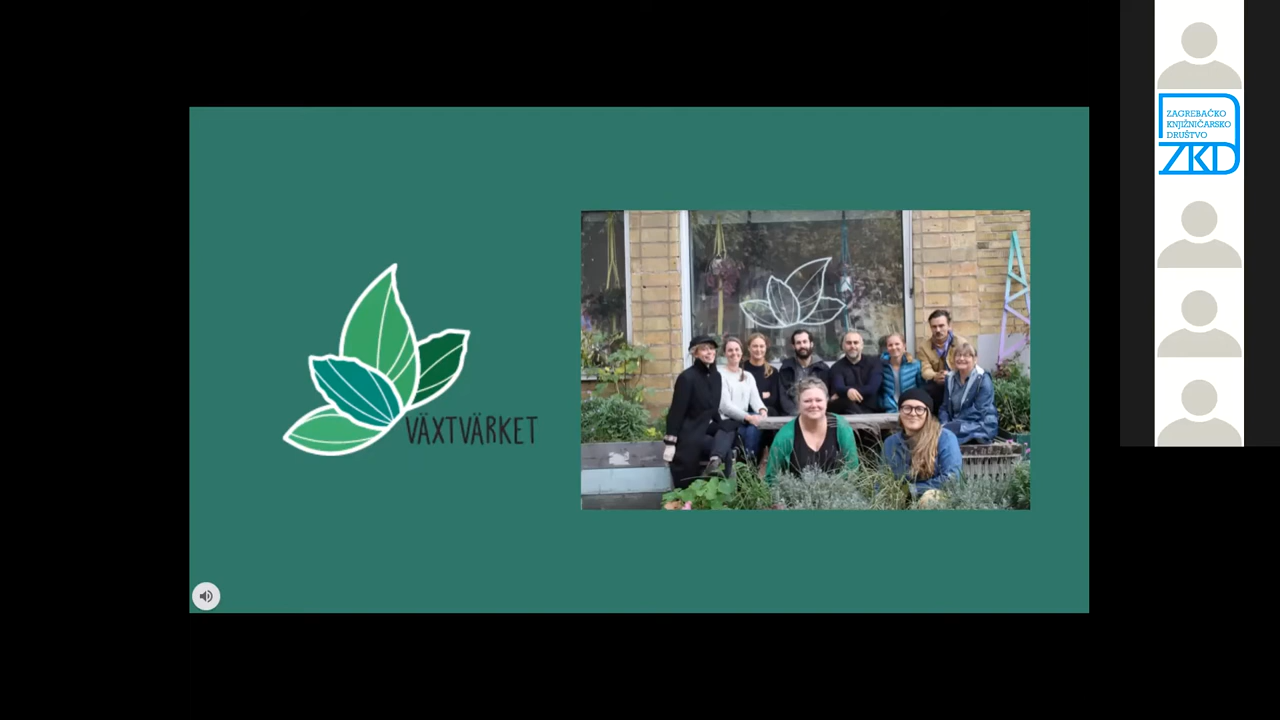 VÄXTVÄRKET
ZAGREBAČKO
KNJIŽNIČARSKO
DRUŠTVO
ZKD